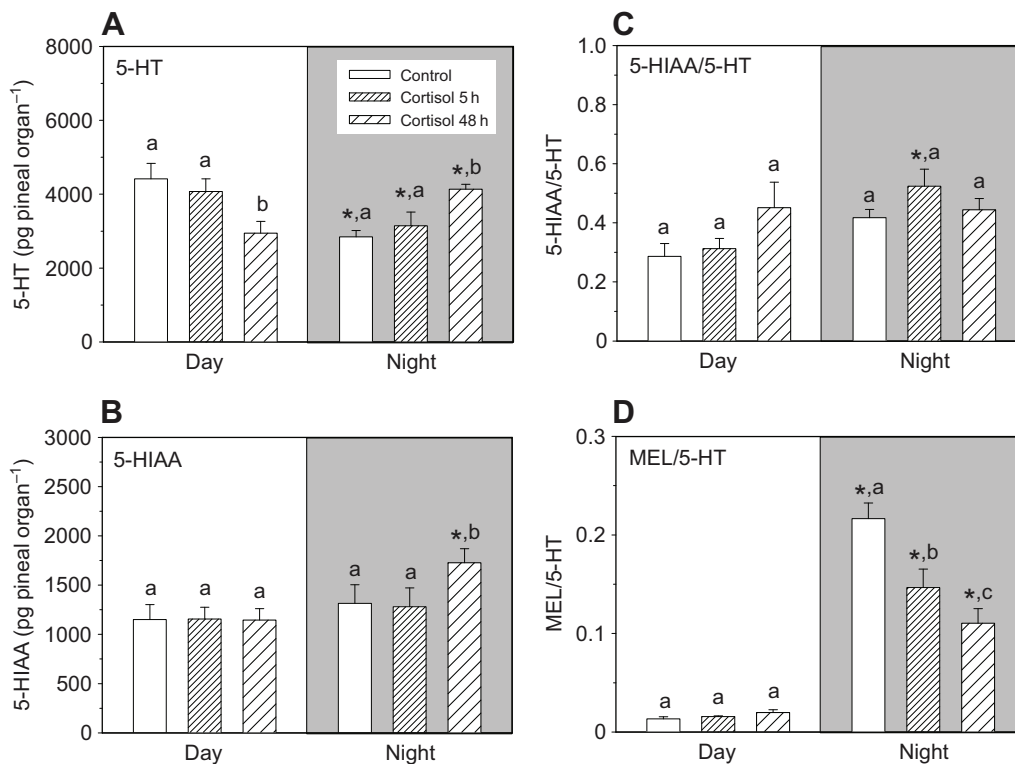 A
5-HT (pg pineal organ⁻¹)
8000
6000
4000
2000
0
5-HT
Control
Cortisol 5 h
Cortisol 48 h
a
a
b
*,a
*,a
*,b
Day
Night
B
5-HIAA (pg pineal organ⁻¹)
3000
2500
2000
1500
1000
500
0
5-HIAA
a
a
a
a
a
*,b
Day
Night
C
5-HIAA/5-HT
1.0
0.8
0.6
0.4
0.2
0
5-HIAA/5-HT
a
a
a
a
*,a
a
Day
Night
D
MEL/5-HT
0.3
0.2
0.1
0
MEL/5-HT
a
a
a
*,a
*,b
*,c
Day
Night